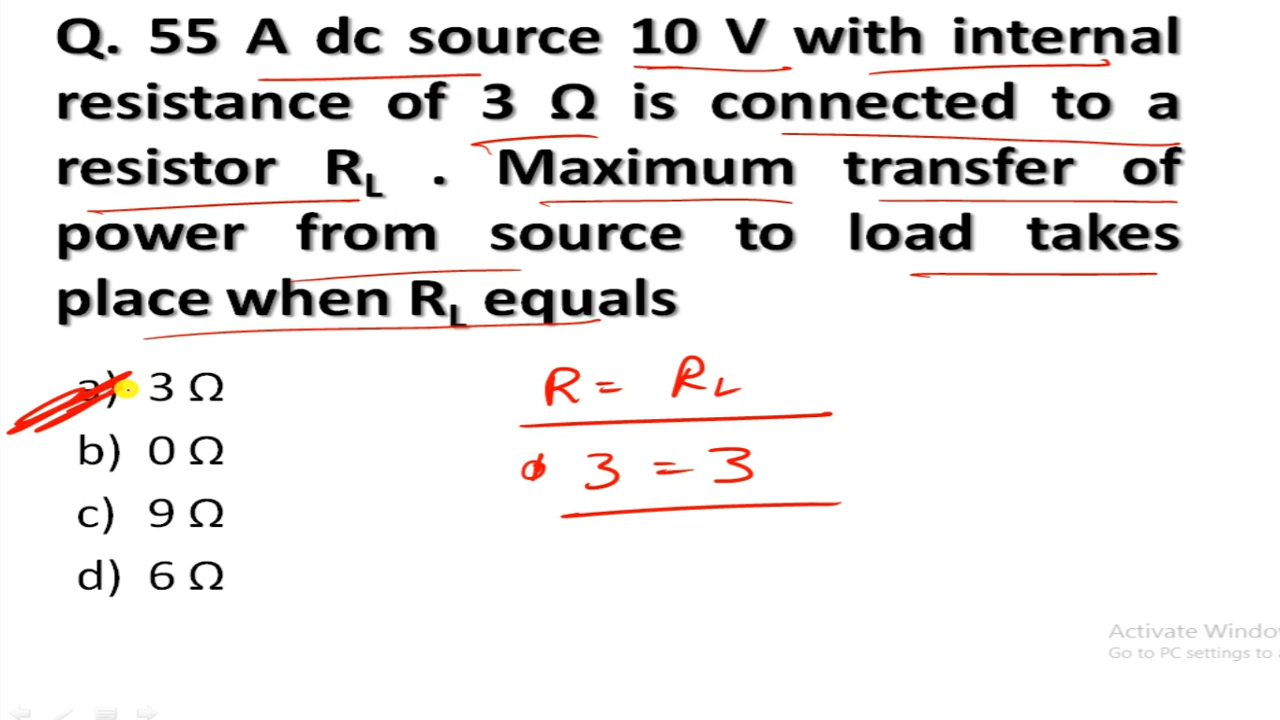 Q. 55 A dc source 10 V with internal
resistance of 3 Ω is connected to a
resistor RL . Maximum transfer of
power from source to load takes
place when RL equals
a) 3 Ω
b) 0 Ω
c) 9 Ω
d) 6 Ω
R = RL
3 = 3
Activate Windo
Go to PC settings to